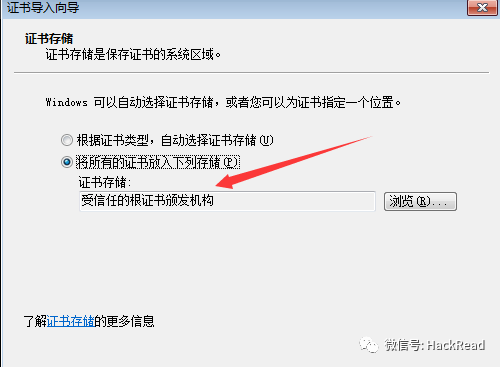 证书导入向导
证书存储
证书存储是保存证书的系统区域。
Windows 可以自动选择证书存储，或者您可以为证书指定一个位置。
根据证书类型，自动选择证书存储(U)
将所有的证书放入下列存储(P)
证书存储:
受信任的根证书颁发机构
浏览(R)...
了解证书存储的更多信息
微信号: HackRead